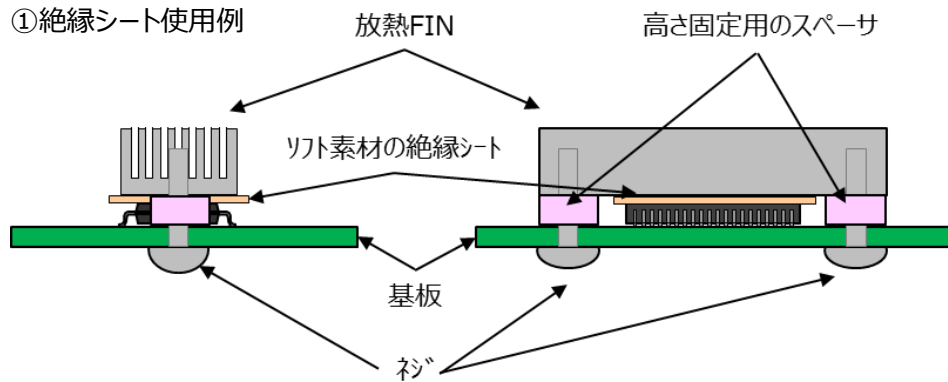 ①絶縁シート使用例
放熱FIN
高さ固定用のスペーサ
ソフト素材の絶縁シート
基板
ネジ